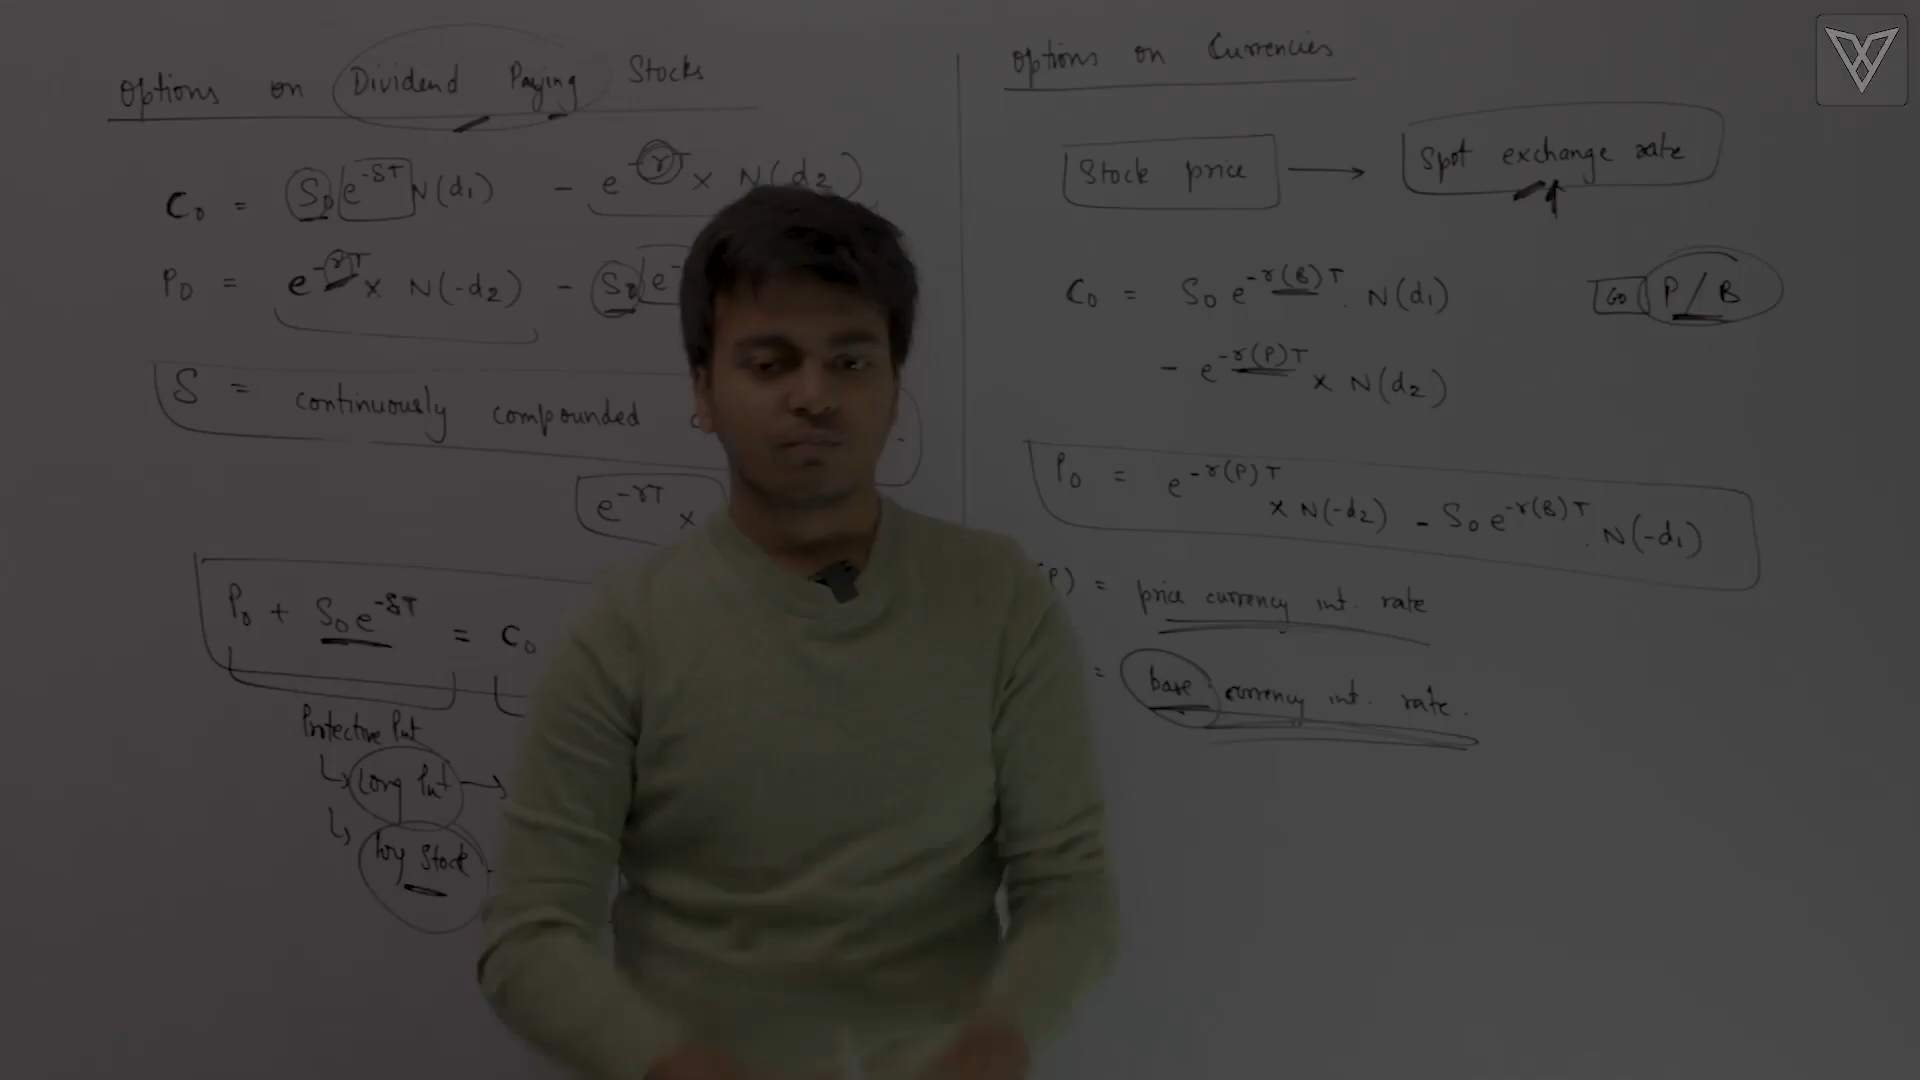 Options on Dividend Paying Stocks
C₀ = S₀ e^-δT N(d₁) - e^-rT x N(d₂)
P₀ = e^-rT x N(-d₂) - S₀ e^-
δ = continuously compounded
e^-rT x
P₀ + S₀e^-δT = C₀
Protective Put
↳ Long Put →
↳ long Stock
Options on Currencies
Stock price → Spot exchange rate
C₀ = S₀ e^-r(B)T . N(d₁)
P/B
- e^-r(P)T x N(d₂)
P₀ = e^-r(P)T
x N(-d₂) - S₀ e^-r(B)T . N(-d₁)
(P) = price currency int. rate
= base currency int. rate.